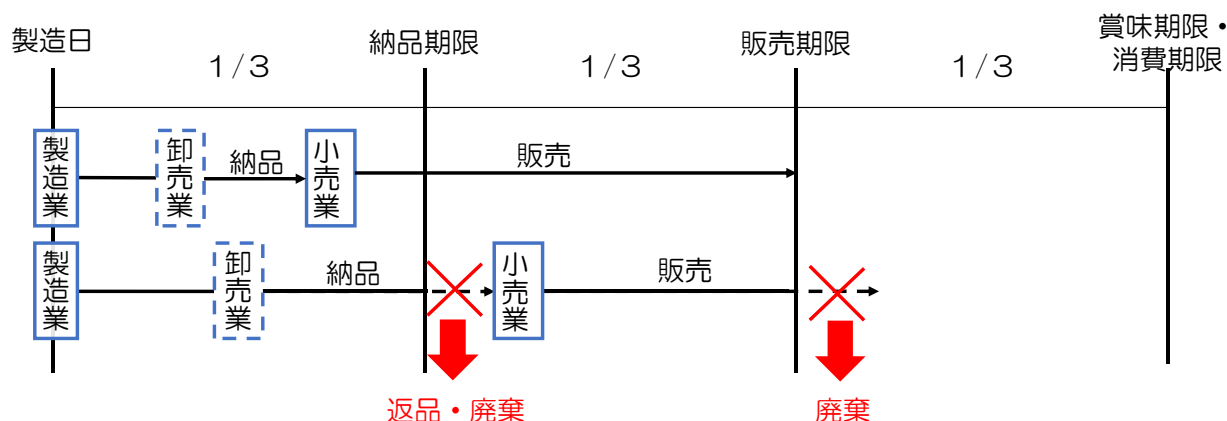 製造日
納品期限
販売期限
賞味期限・
消費期限
1/3
1/3
1/3
製造業
卸売業
納品
小売業
販売
製造業
卸売業
納品
小売業
販売
返品・廃棄
廃棄